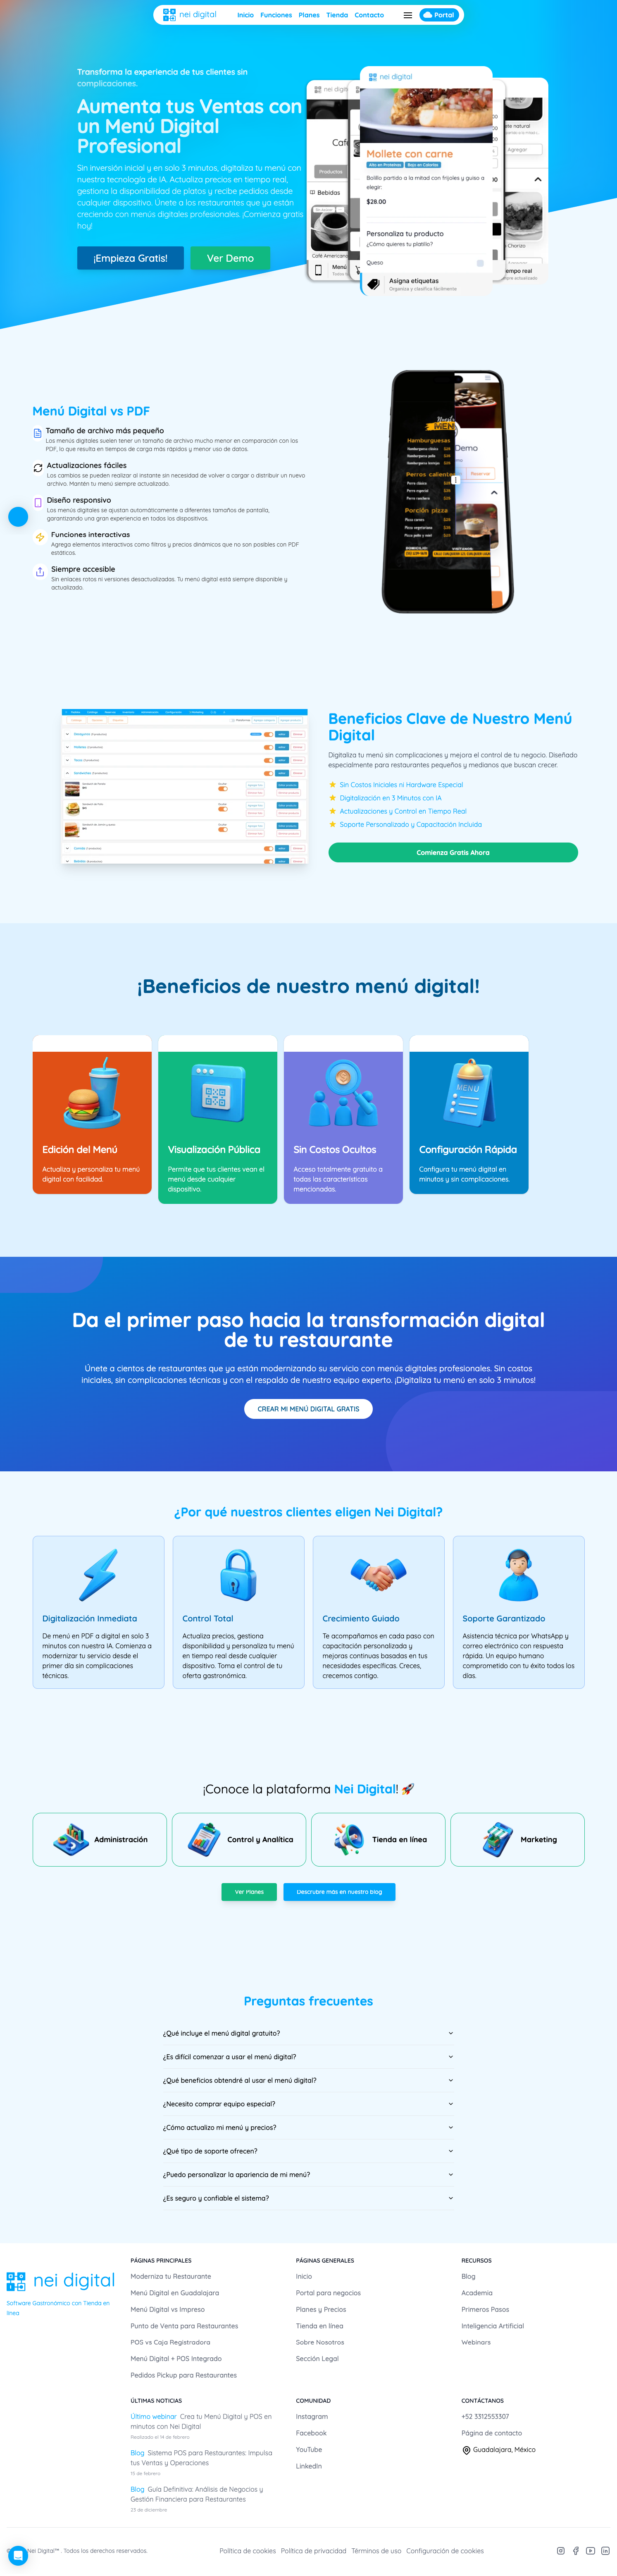 nei digital
Inicio Funciones Planes Tienda Contacto
Portal
Transforma la experiencia de tus clientes sin
complicaciones.
Aumenta tus Ventas con
un Menú Digital
Profesional
Sin inversión inicial y en solo 3 minutos, digitaliza tu menú con
nuestra tecnología de IA. Actualiza precios en tiempo real,
gestiona la disponibilidad de platos y recibe pedidos desde
cualquier dispositivo. Únete a los restaurantes que ya están
creciendo con menús digitales profesionales. ¡Comienza gratis
hoy!
¡Empieza Gratis!
Ver Demo
nei digital
Mollete con carne
Alto en Proteínas
Bajo en Calorías
Bolillo partido a la mitad con frijoles y guiso a
elegir:
$28.00
Personaliza tu producto
¿Cómo quieres tu platillo?
Queso
Asigna etiquetas
Organiza y clasifica fácilmente
Productos
Bebidas
Café Americano
Agregar
Menú Digital vs PDF
Tamaño de archivo más pequeño
Los menús digitales suelen tener un tamaño de archivo mucho menor en comparación con los
PDF, lo que resulta en tiempos de carga más rápidos y menor uso de datos.
Actualizaciones fáciles
Los cambios se pueden realizar al instante sin necesidad de volver a cargar o distribuir un nuevo
archivo. Mantén tu menú siempre actualizado.
Diseño responsivo
Los menús digitales se ajustan automáticamente a diferentes tamaños de pantalla,
garantizando una gran experiencia en todos los dispositivos.
Funciones interactivas
Agrega elementos interactivos como filtros y precios dinámicos que no son posibles con PDF
estáticos.
Siempre accesible
Sin enlaces rotos ni versiones desactualizadas. Tu menú digital está siempre disponible y
actualizado.
Hamburguesas
Perros calientes
Porción pizza
Beneficios Clave de Nuestro Menú
Digital
Digitaliza tu menú sin complicaciones y mejora el control de tu negocio. Diseñado
especialmente para restaurantes pequeños y medianos que buscan crecer.
Sin Costos Iniciales ni Hardware Especial
Digitalización en 3 Minutos con IA
Actualizaciones y Control en Tiempo Real
Soporte Personalizado y Capacitación Incluida
Comienza Gratis Ahora
¡Beneficios de nuestro menú digital!
MENU
Edición del Menú
Actualiza y personaliza tu menú
digital con facilidad.
Visualización Pública
Permite que tus clientes vean el
menú desde cualquier
dispositivo.
Sin Costos Ocultos
Acceso totalmente gratuito a
todas las características
mencionadas.
Configuración Rápida
Configura tu menú digital en
minutos y sin complicaciones.
Da el primer paso hacia la transformación digital
de tu restaurante
Únete a cientos de restaurantes que ya están modernizando su servicio con menús digitales profesionales. Sin costos
iniciales, sin complicaciones técnicas y con el respaldo de nuestro equipo experto. ¡Digitaliza tu menú en solo 3 minutos!
CREAR MI MENÚ DIGITAL GRATIS
¿Por qué nuestros clientes eligen Nei Digital?
Digitalización Inmediata
De menú en PDF a digital en solo 3
minutos con nuestra IA. Comienza a
modernizar tu servicio desde el
primer día sin complicaciones
técnicas.
Control Total
Actualiza precios, gestiona
disponibilidad y personaliza tu menú
en tiempo real desde cualquier
dispositivo. Toma el control de tu
oferta gastronómica.
Crecimiento Guiado
Te acompañamos en cada paso con
capacitación personalizada y
mejoras continuas basadas en tus
necesidades específicas. Creces,
crecemos contigo.
Soporte Garantizado
Asistencia técnica por WhatsApp y
correo electrónico con respuesta
rápida. Un equipo humano
comprometido con tu éxito todos los
días.
¡Conoce la plataforma Nei Digital! 🚀
Administración
Control y Analítica
Tienda en línea
Marketing
Ver Planes
Descrubre más en nuestro blog
Preguntas frecuentes
¿Qué incluye el menú digital gratuito?
¿Es difícil comenzar a usar el menú digital?
¿Qué beneficios obtendré al usar el menú digital?
¿Necesito comprar equipo especial?
¿Cómo actualizo mi menú y precios?
¿Qué tipo de soporte ofrecen?
¿Puedo personalizar la apariencia de mi menú?
¿Es seguro y confiable el sistema?
nei digital
Software Gastronómico con Tienda en
línea
PÁGINAS PRINCIPALES
Moderniza tu Restaurante
Menú Digital en Guadalajara
Menú Digital vs Impreso
Punto de Venta para Restaurantes
POS vs Caja Registradora
Menú Digital + POS Integrado
Pedidos Pickup para Restaurantes
PÁGINAS GENERALES
Inicio
Portal para negocios
Planes y Precios
Tienda en línea
Sobre Nosotros
Sección Legal
RECURSOS
Blog
Academia
Primeros Pasos
Inteligencia Artificial
Webinars
ÚLTIMAS NOTICIAS
Último webinar Crea tu Menú Digital y POS en
minutos con Nei Digital
Realizado el 14 de febrero
Blog Sistema POS para Restaurantes: Impulsa
tus Ventas y Operaciones
15 de febrero
Blog Guía Definitiva: Análisis de Negocios y
Gestión Financiera para Restaurantes
23 de diciembre
COMUNIDAD
Instagram
Facebook
YouTube
LinkedIn
CONTÁCTANOS
+52 3312553307
Página de contacto
Guadalajara, México
Nei Digital™. Todos los derechos reservados.
Política de cookies Política de privacidad Términos de uso Configuración de cookies